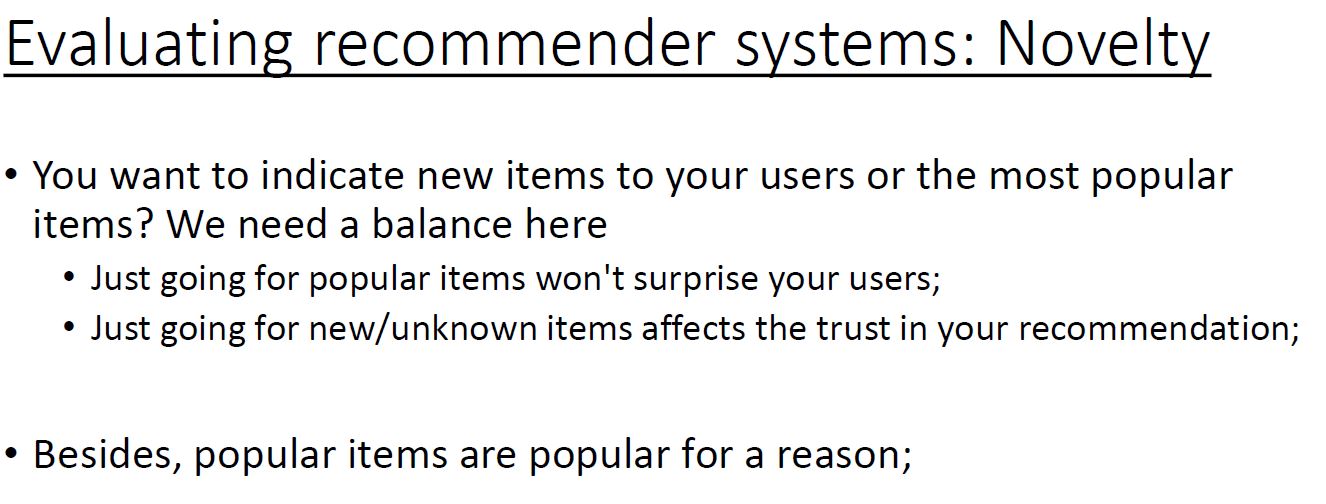 Evaluating recommender systems: Novelty
• You want to indicate new items to your users or the most popular
items? We need a balance here
• Just going for popular items won't surprise your users;
• Just going for new/unknown items affects the trust in your recommendation;
• Besides, popular items are popular for a reason;